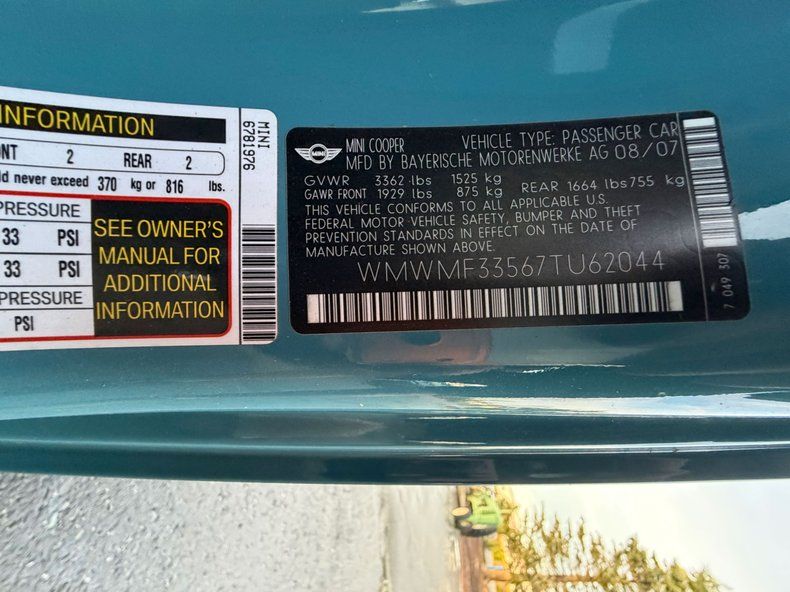 INFORMATION
2 REAR 2
never exceed 370 kg or 816 lbs.
PRESSURE
33 PSI
33 PSI
PRESSURE
PSI
SEE OWNER'S
MANUAL FOR
ADDITIONAL
INFORMATION
MINI
6781976
MINI
MINI COOPER VEHICLE TYPE: PASSENGER CAR
MFD BY BAYERISCHE MOTORENWERKE AG 08/07
GVWR 3362 lbs 1525 kg
GAWR FRONT 1929 lbs 875 kg REAR 1664 lbs 755 kg
THIS VEHICLE CONFORMS TO ALL APPLICABLE U.S.
FEDERAL MOTOR VEHICLE SAFETY, BUMPER AND THEFT
PREVENTION STANDARDS IN EFFECT ON THE DATE OF
MANUFACTURE SHOWN ABOVE.
WMWMF33567TU62044
7 049 307